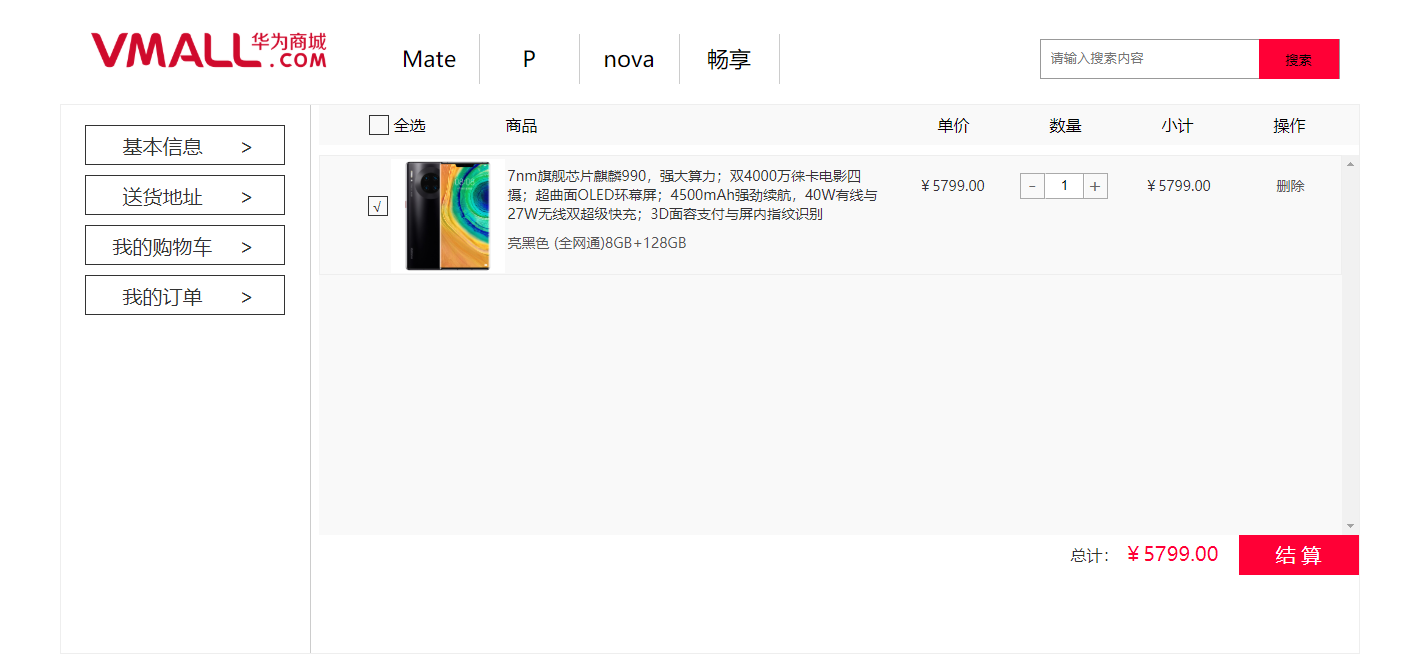 VMALL华为商城
.COM
Mate
P
nova
畅享
请输入搜索内容
搜索
基本信息 >
送货地址 >
我的购物车 >
我的订单 >
全选 商品 单价 数量 小计 操作
√
7nm旗舰芯片麒麟990，强大算力；双4000万徕卡电影四
摄；超曲面OLED环幕屏；4500mAh强劲续航，40W有线与
27W无线双超级快充；3D面容支付与屏内指纹识别
亮黑色 (全网通)8GB+128GB
¥ 5799.00
- 1 +
¥ 5799.00
删除
总计： ¥ 5799.00
结 算